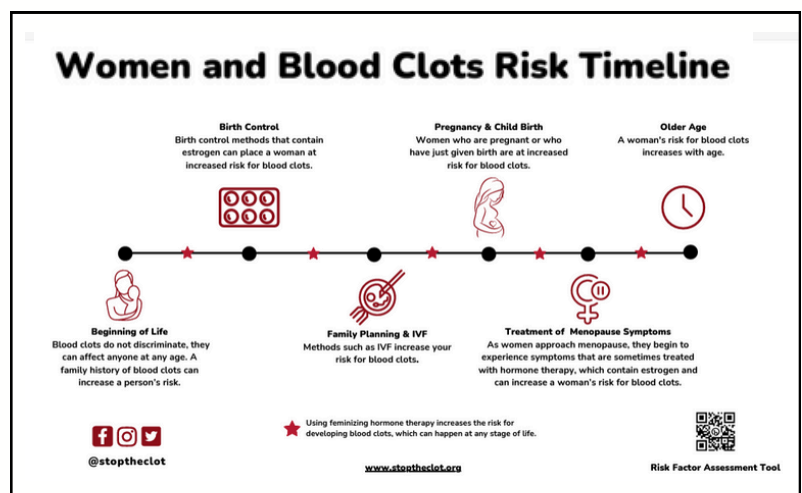 Women and Blood Clots Risk Timeline
Birth Control
Birth control methods that contain
estrogen can place a woman at
increased risk for blood clots.
Pregnancy & Child Birth
Women who are pregnant or who
have just given birth are at increased
risk for blood clots.
Older Age
A woman's risk for blood clots
increases with age.
Beginning of Life
Blood clots do not discriminate, they
can affect anyone at any age. A
family history of blood clots can
increase a person's risk.
Family Planning & IVF
Methods such as IVF increase your
risk for blood clots.
Treatment of Menopause Symptoms
As women approach menopause, they begin to
experience symptoms that are sometimes treated
with hormone therapy, which contain estrogen and
can increase a woman's risk for blood clots.
Using feminizing hormone therapy increases the risk for
developing blood clots, which can happen at any stage of life.
@stoptheclot
www.stoptheclot.org
Risk Factor Assessment Tool